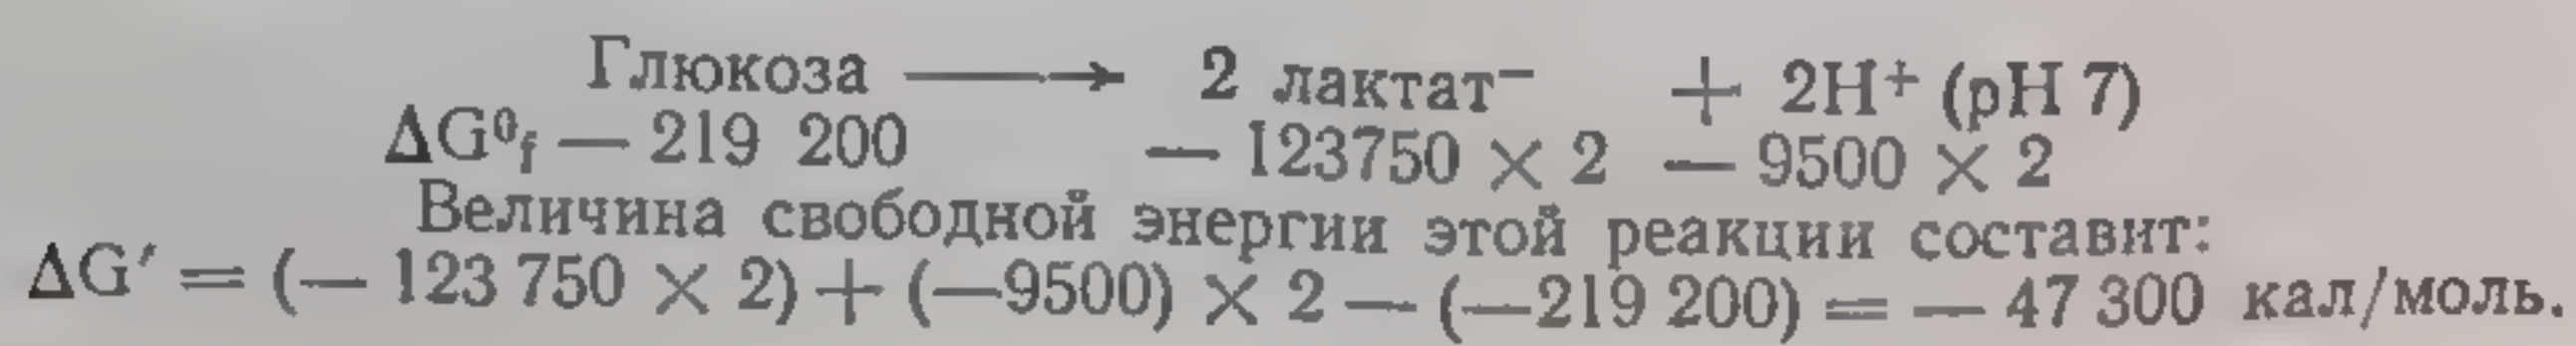 Глюкоза ⟶ 2 лактат⁻ + 2H⁺ (pH 7)
ΔG⁰f — 219 200 — 123750 × 2 — 9500 × 2
Величина свободной энергии этой реакции составит:
ΔG′ = (— 123 750 × 2) + (—9500) × 2 — (—219 200) = — 47 300 кал/моль.